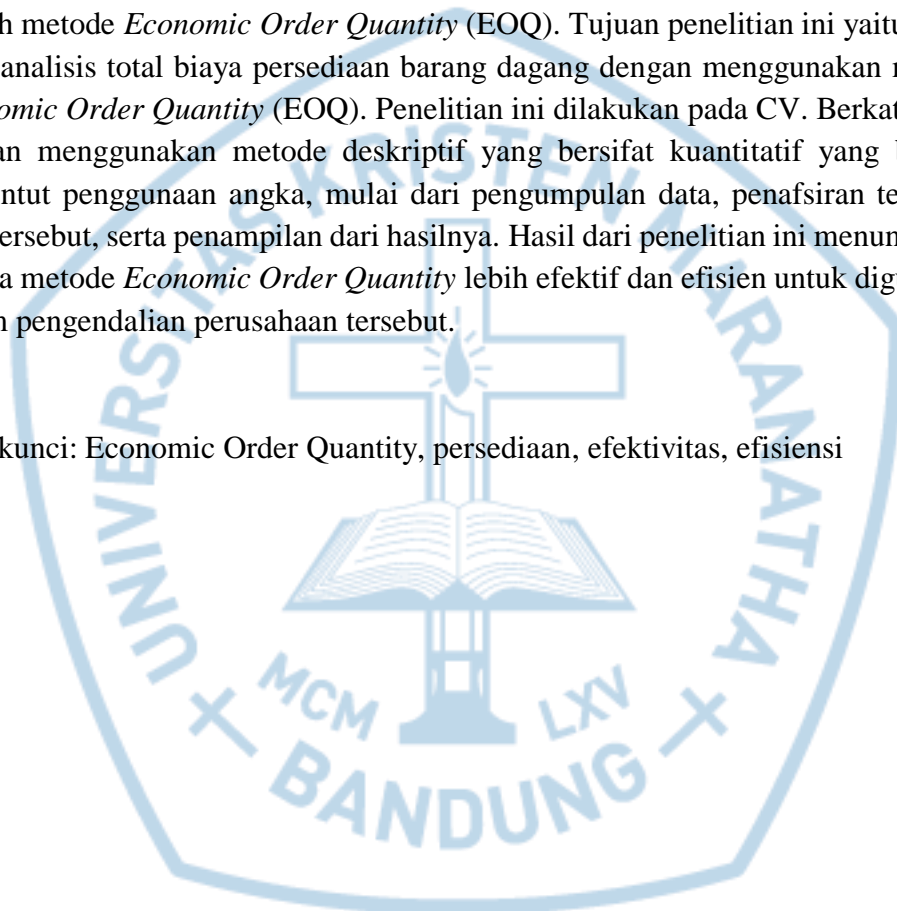 h metode Economic Order Quantity (EOQ). Tujuan penelitian ini yaitu
analisis total biaya persediaan barang dagang dengan menggunakan
omic Order Quantity (EOQ). Penelitian ini dilakukan pada CV. Berkat
an menggunakan metode deskriptif yang bersifat kuantitatif yang
ntut penggunaan angka, mulai dari pengumpulan data, penafsiran te
ersebut, serta penampilan dari hasilnya. Hasil dari penelitian ini menun
a metode Economic Order Quantity lebih efektif dan efisien untuk dig
n pengendalian perusahaan tersebut.
kunci: Economic Order Quantity, persediaan, efektivitas, efisiensi
UNIVERSITAS KRISTEN MARANATHA
MCM LXV
BANDUNG